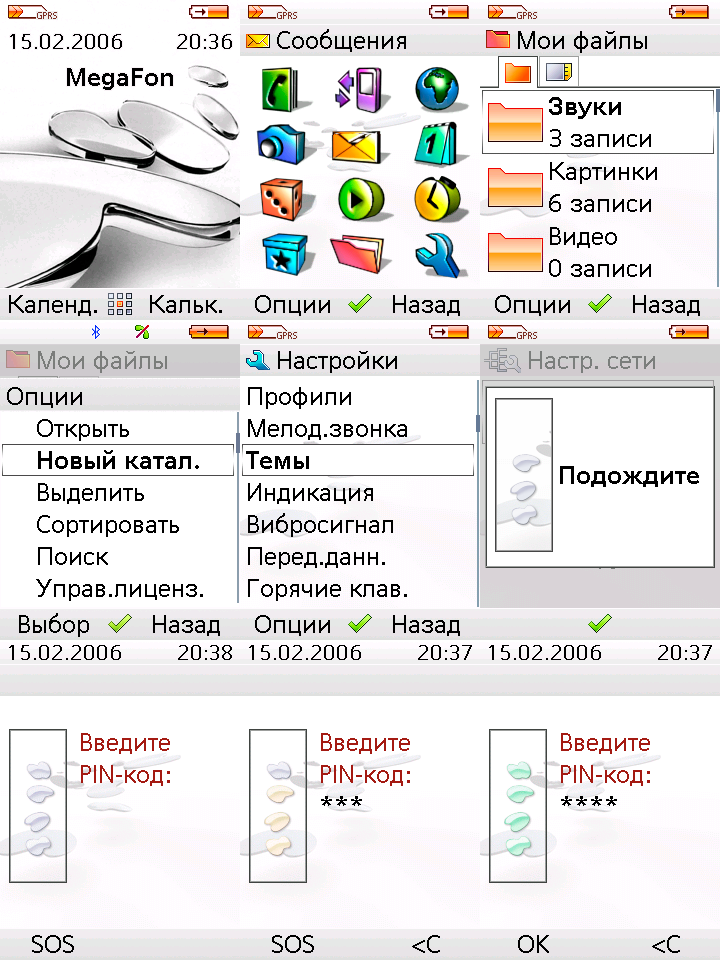 GPRS
15.02.2006 20:36
MegaFon
Календ. Кальк.
GPRS
Сообщения
Опции Назад
GPRS
Мои файлы
Звуки
3 записи
Картинки
6 записи
Видео
0 записи
Опции Назад
Мои файлы
Опции
Открыть
Новый катал.
Выделить
Сортировать
Поиск
Управ.лиценз.
Выбор Назад
GPRS
Настройки
Профили
Мелод.звонка
Темы
Индикация
Вибросигнал
Перед.данн.
Горячие клав.
Опции Назад
GPRS
Настр. сети
Подождите
15.02.2006 20:38
Введите
PIN-код:
SOS
15.02.2006 20:37
Введите
PIN-код:
***
SOS <C
15.02.2006 20:37
Введите
PIN-код:
****
OK <C